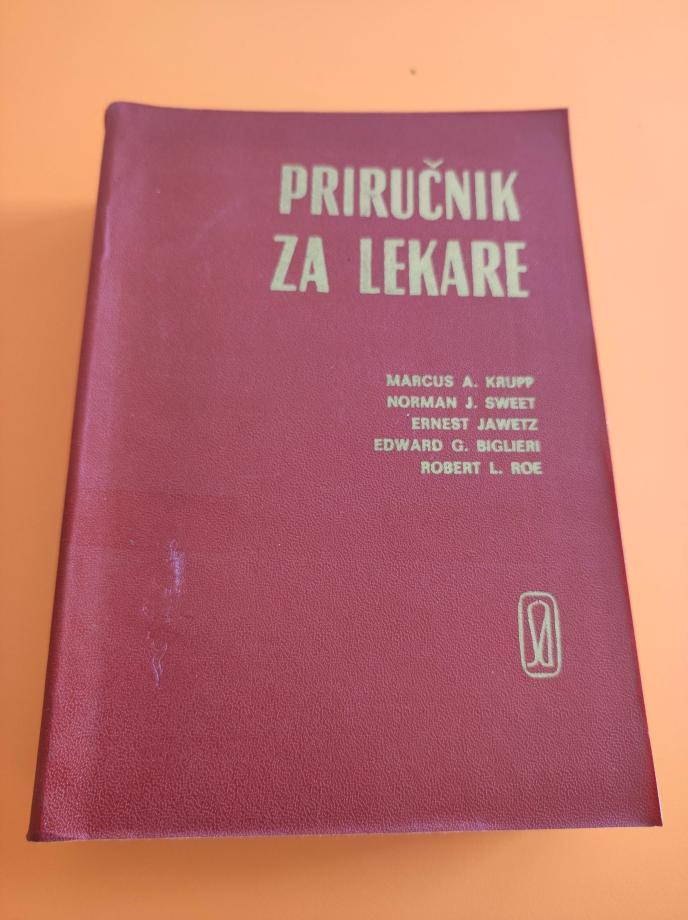 PRIRUČNIK
ZA LEKARE
MARCUS A. KRUPP
NORMAN J. SWEET
ERNEST JAWETZ
EDWARD G. BIGLIERI
ROBERT L. ROE